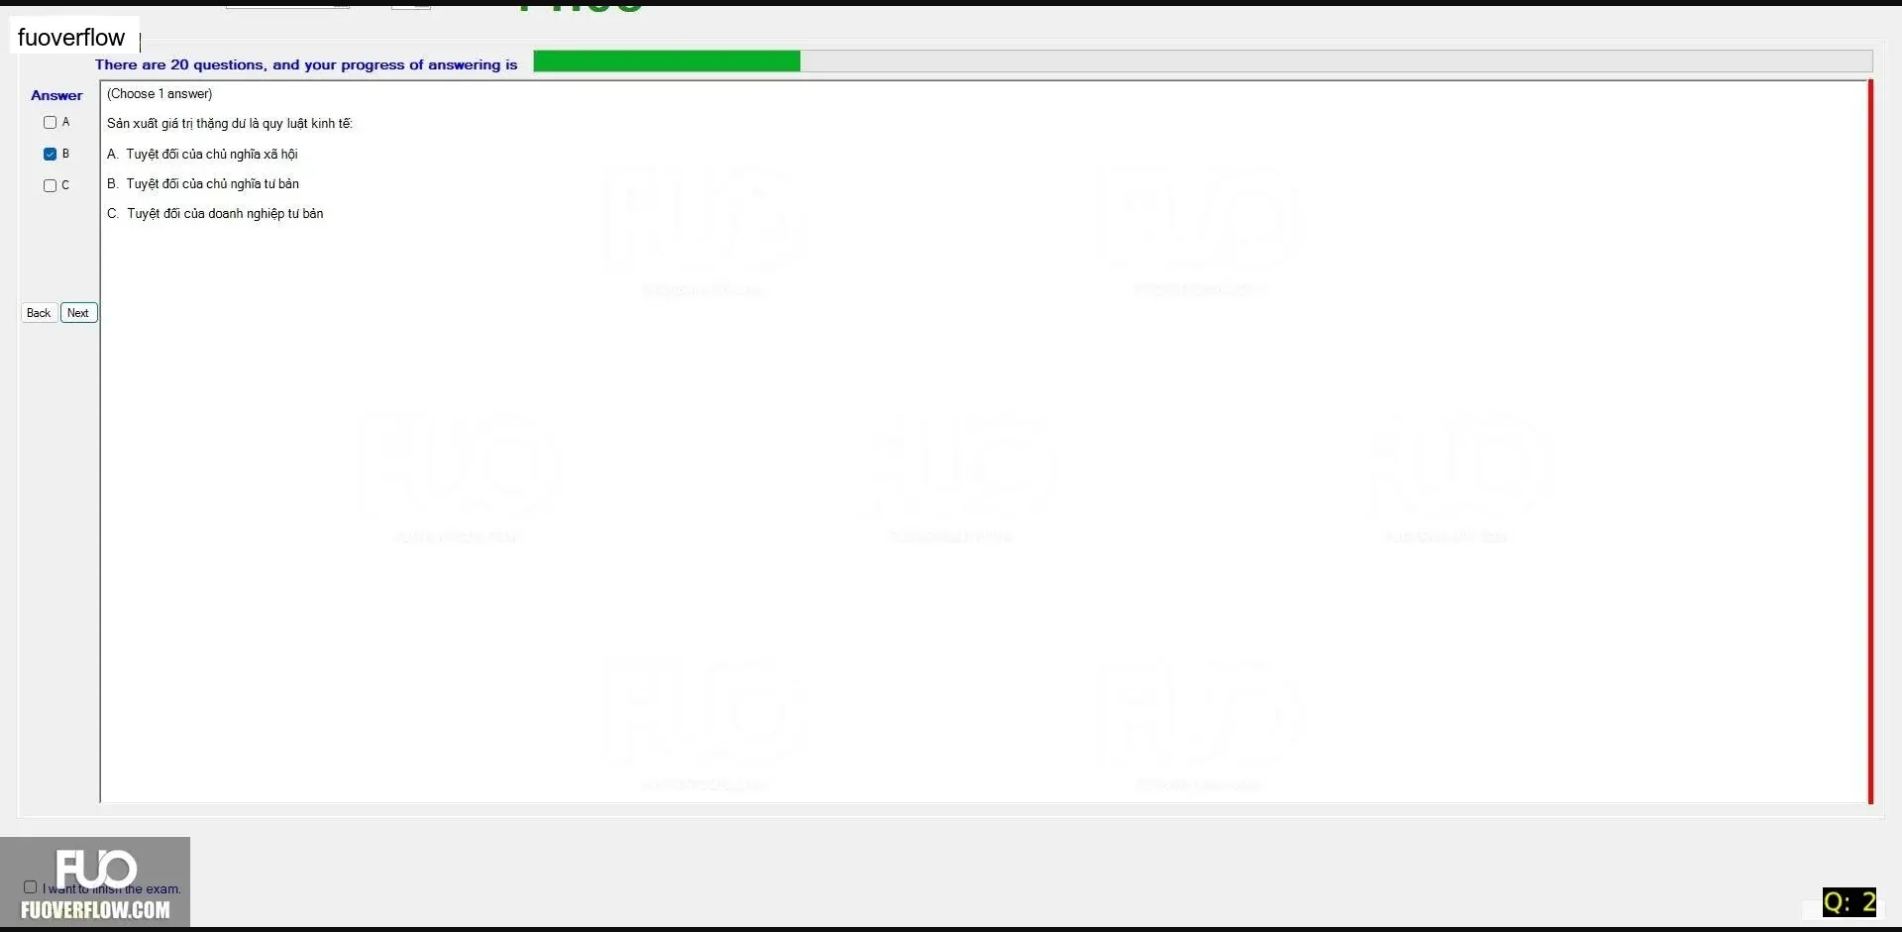 fuoverflow
There are 20 questions, and your progress of answering is
Answer
(Choose 1 answer)
A
Sản xuất giá trị thặng dư là quy luật kinh tế:
B
A. Tuyệt đối của chủ nghĩa xã hội
C
B. Tuyệt đối của chủ nghĩa tư bản
C. Tuyệt đối của doanh nghiệp tư bản
Back Next
FUO
I want to finish the exam.
FUOVERFLOW.COM
Q: 2